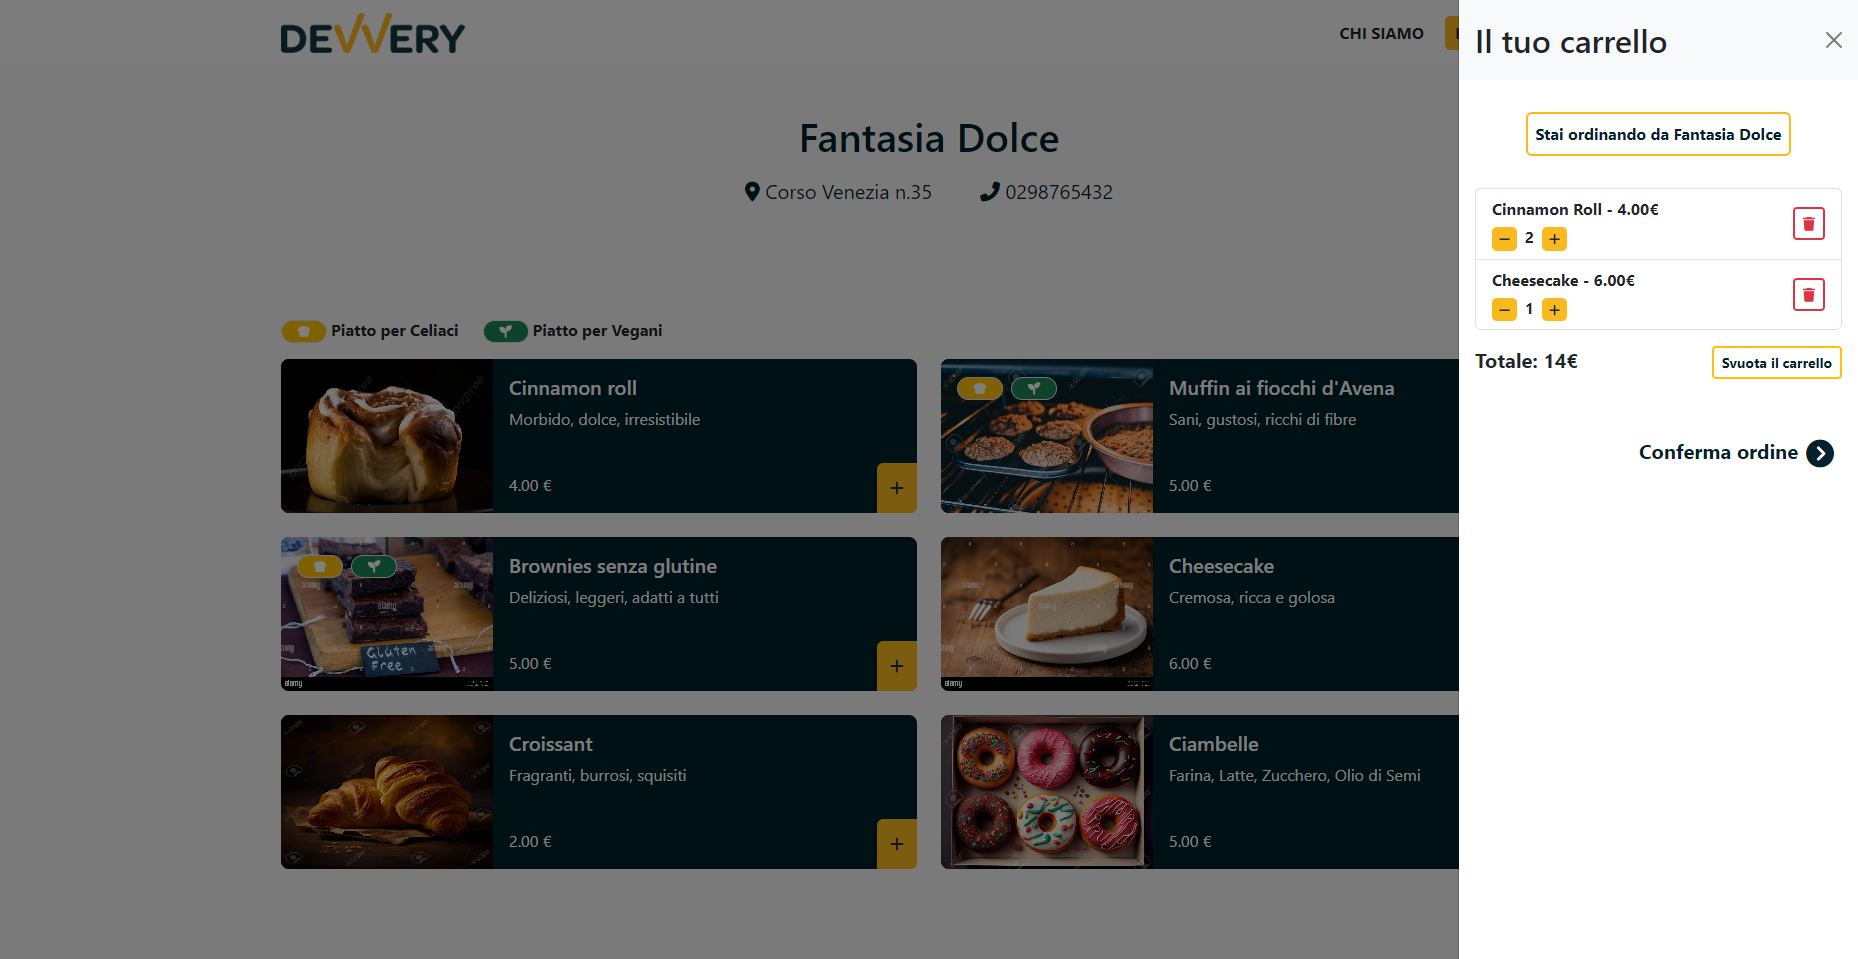 DEVVERY
CHI SIAMO
Fantasia Dolce
Corso Venezia n.35
0298765432
Piatto per Celiaci
Piatto per Vegani
Cinnamon roll
Morbido, dolce, irresistibile
4.00 €
+
Muffin ai fiocchi d'Avena
Sani, gustosi, ricchi di fibre
5.00 €
Brownies senza glutine
Deliziosi, leggeri, adatti a tutti
5.00 €
+
Gluten
Free
alamy
Cheesecake
Cremosa, ricca e golosa
6.00 €
alamy
Croissant
Fragranti, burrosi, squisiti
2.00 €
+
Ciambelle
Farina, Latte, Zucchero, Olio di Semi
5.00 €
Il tuo carrello
Stai ordinando da Fantasia Dolce
Cinnamon Roll - 4.00€
− 2 +
Cheesecake - 6.00€
− 1 +
Totale: 14€
Svuota il carrello
Conferma ordine